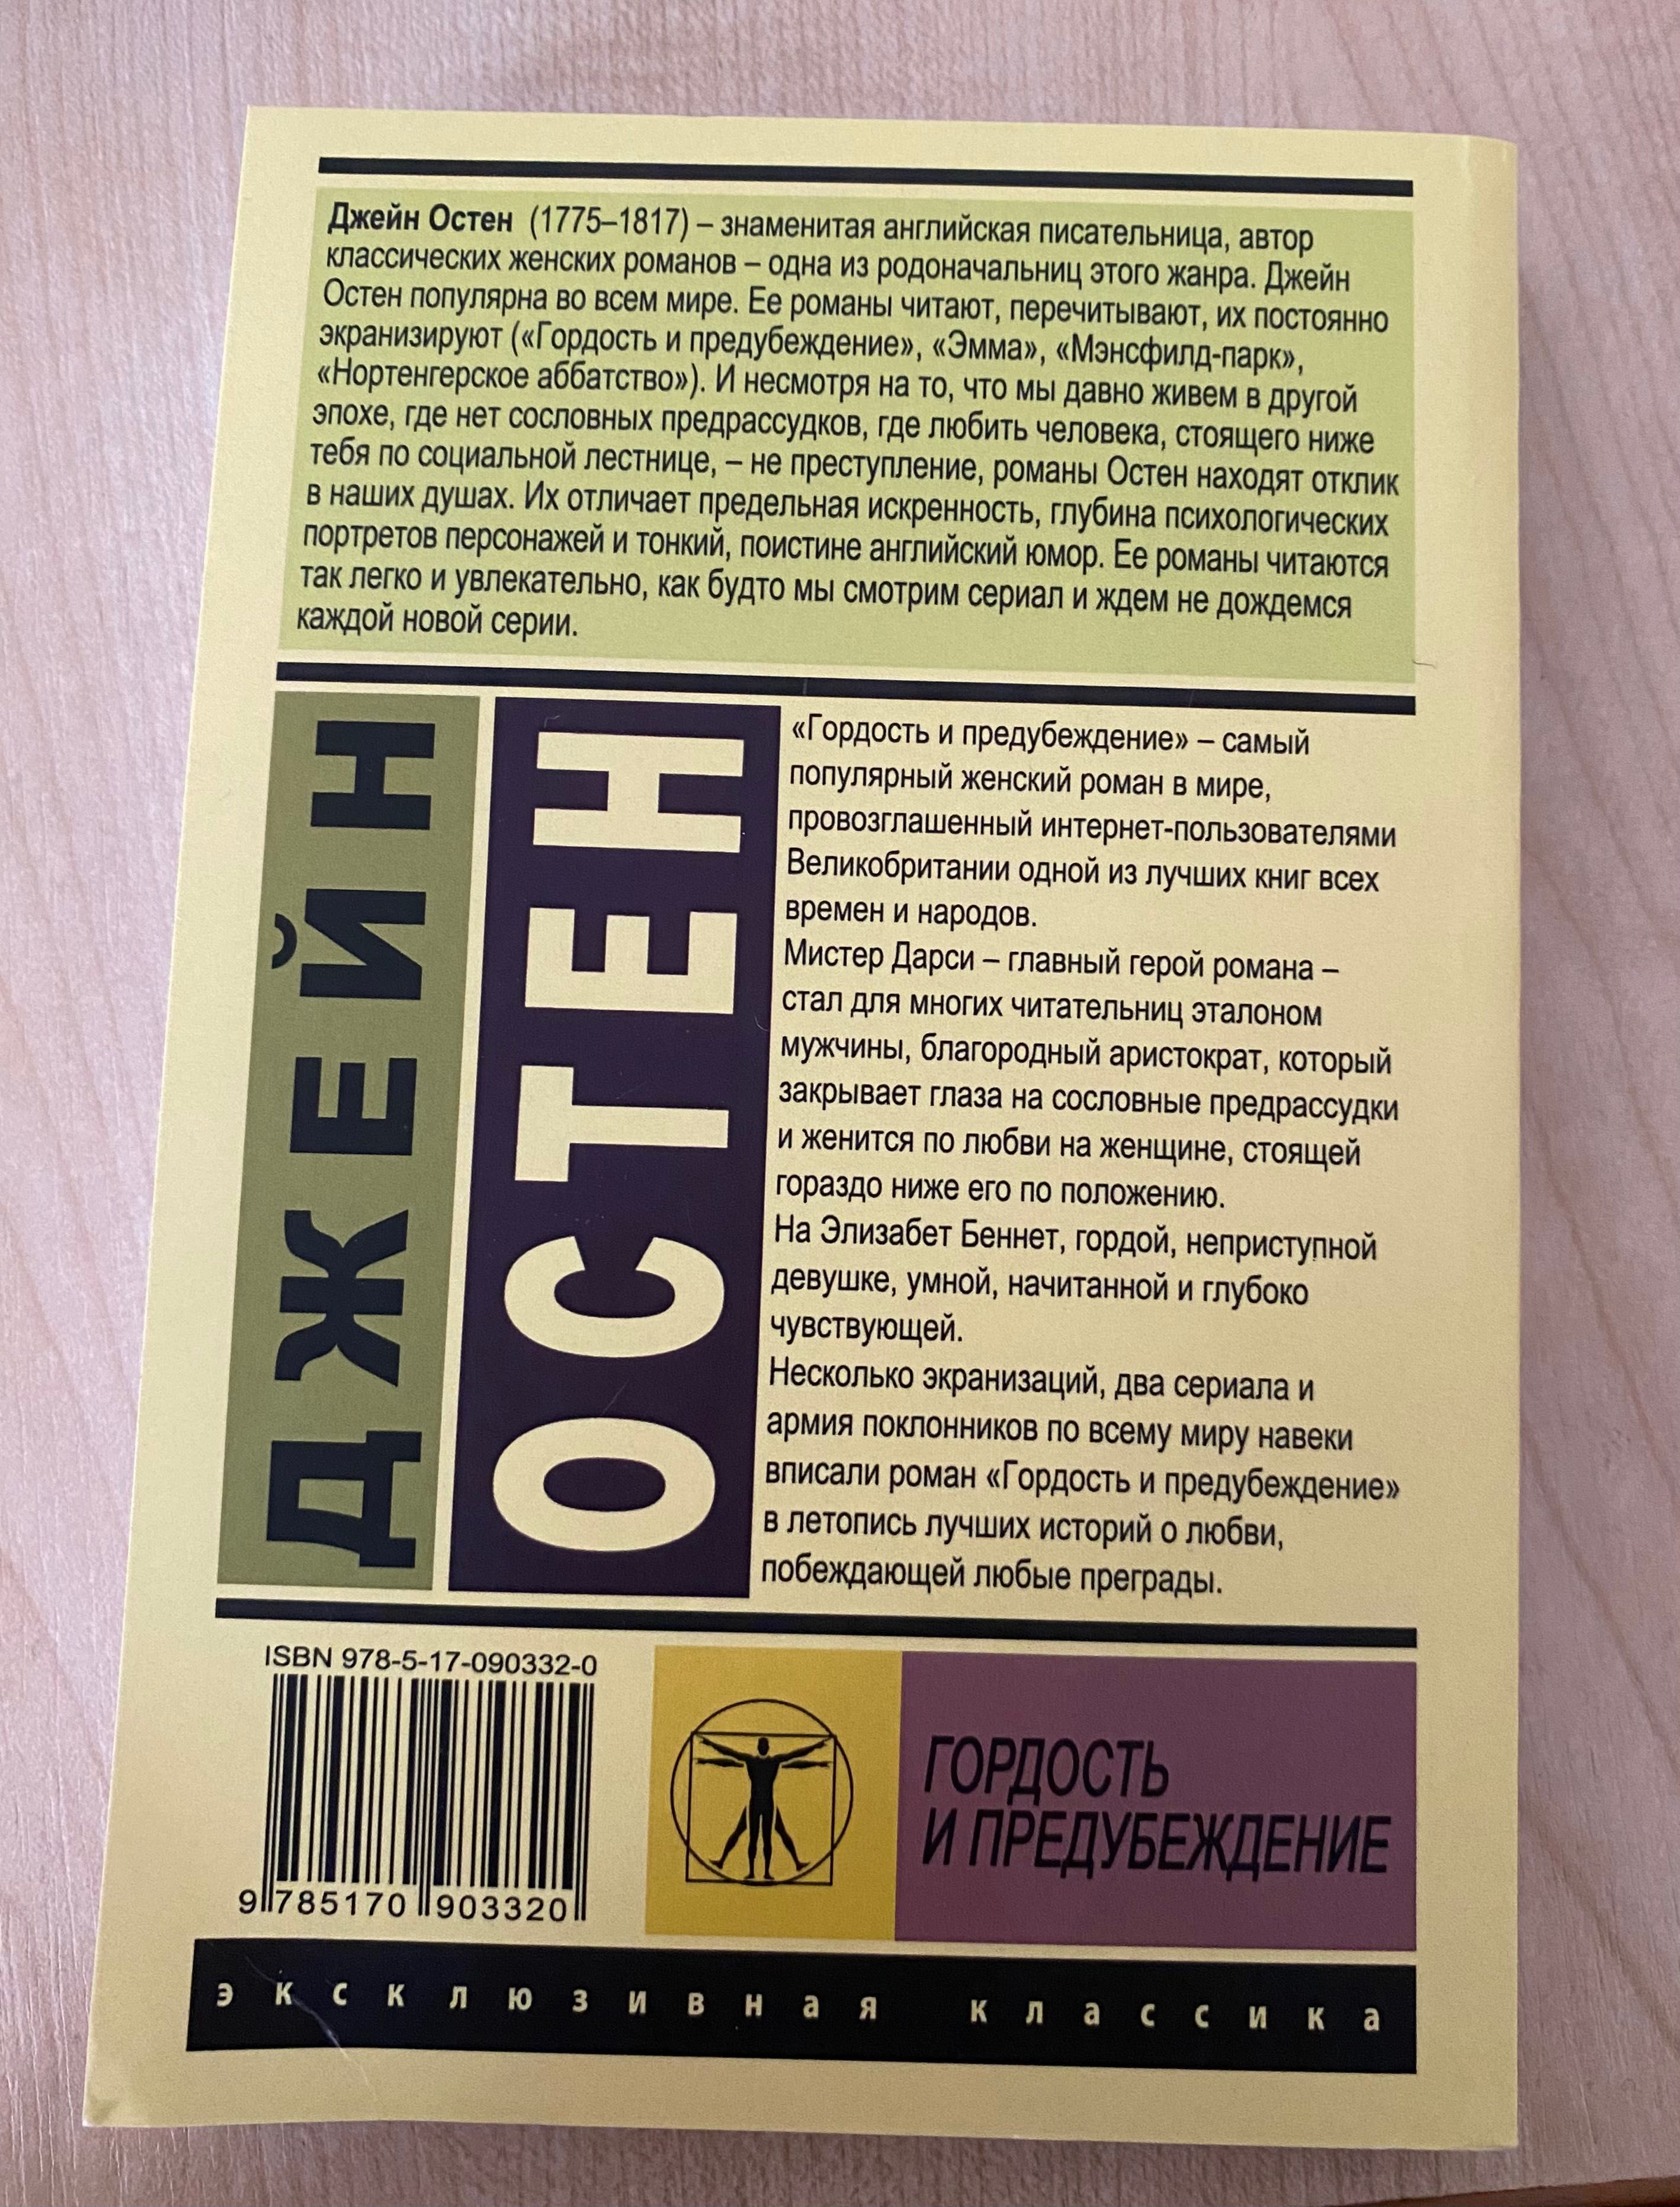 Джейн Остен (1775–1817) – знаменитая английская писательница, автор
классических женских романов – одна из родоначальниц этого жанра. Джейн
Остен популярна во всем мире. Ее романы читают, перечитывают, их постоянно
экранизируют («Гордость и предубеждение», «Эмма», «Мэнсфилд-парк»,
«Нортенгерское аббатство»). И несмотря на то, что мы давно живем в другой
эпохе, где нет сословных предрассудков, где любить человека, стоящего ниже
тебя по социальной лестнице, – не преступление, романы Остен находят отклик
в наших душах. Их отличает предельная искренность, глубина психологических
портретов персонажей и тонкий, поистине английский юмор. Ее романы читаются
так легко и увлекательно, как будто мы смотрим сериал и ждем не дождемся
каждой новой серии.
ДЖЕЙН
ОСТЕН
«Гордость и предубеждение» – самый
популярный женский роман в мире,
провозглашенный интернет-пользователями
Великобритании одной из лучших книг всех
времен и народов.
Мистер Дарси – главный герой романа –
стал для многих читательниц эталоном
мужчины, благородный аристократ, который
закрывает глаза на сословные предрассудки
и женится по любви на женщине, стоящей
гораздо ниже его по положению.
На Элизабет Беннет, гордой, неприступной
девушке, умной, начитанной и глубоко
чувствующей.
Несколько экранизаций, два сериала и
армия поклонников по всему миру навеки
вписали роман «Гордость и предубеждение»
в летопись лучших историй о любви,
побеждающей любые преграды.
ISBN 978-5-17-090332-0
9 785170 903320
ГОРДОСТЬ
И ПРЕДУБЕЖДЕНИЕ
эксклюзивная классика